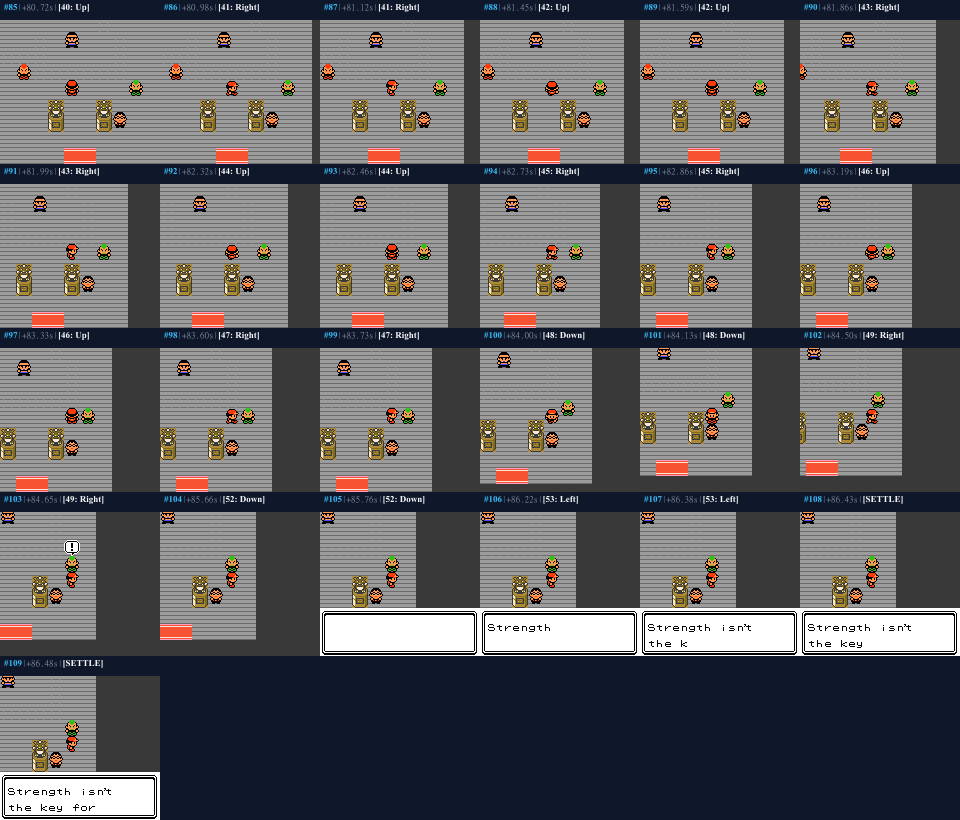 #85|+80.72s|[40: Up]
#86|+80.98s|[41: Right]
#87|+81.12s|[41: Right]
#88|+81.45s|[42: Up]
#89|+81.59s|[42: Up]
#90|+81.86s|[43: Right]
#91|+81.99s|[43: Right]
#92|+82.32s|[44: Up]
#93|+82.46s|[44: Up]
#94|+82.73s|[45: Right]
#95|+82.86s|[45: Right]
#96|+83.19s|[46: Up]
#97|+83.33s|[46: Up]
#98|+83.60s|[47: Right]
#99|+83.73s|[47: Right]
#100|+84.00s|[48: Down]
#101|+84.13s|[48: Down]
#102|+84.50s|[49: Right]
#103|+84.65s|[49: Right]
#104|+85.66s|[52: Down]
#105|+85.76s|[52: Down]
#106|+86.22s|[53: Left]
#107|+86.38s|[53: Left]
#108|+86.43s|[SETTLE]
!
Strength
Strength isn't
the k
Strength isn't
the key
#109|+86.48s|[SETTLE]
Strength isn't
the key for